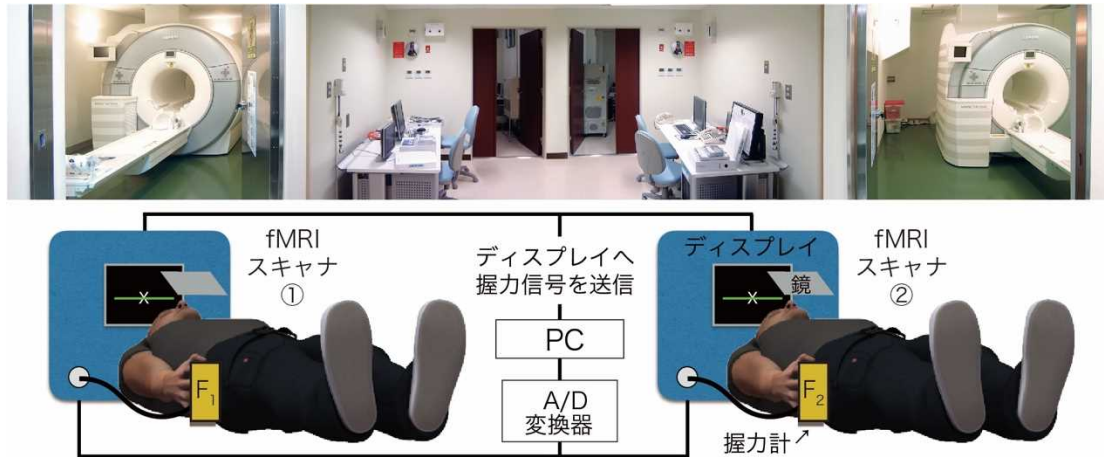 fMRI
スキャナ
①
ディスプレイへ
握力信号を送信
PC
A/D
変換器
ディスプレイ
鏡
fMRI
スキャナ
②
X
X
F1
F2
握力計↗